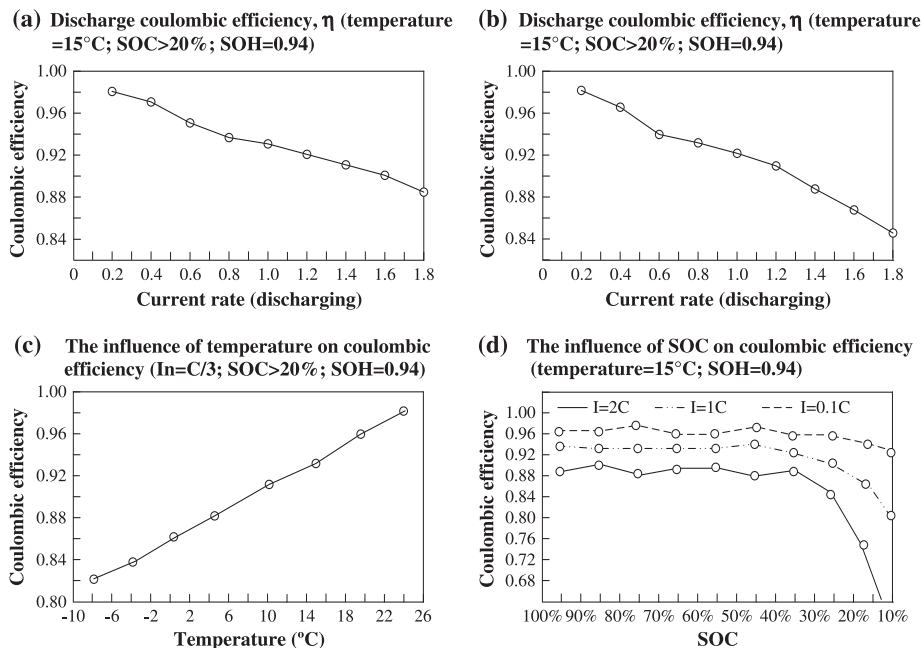 (a) Discharge coulombic efficiency, η (temperature
=15°C; SOC>20%; SOH=0.94)
Coulombic efficiency
1.00
0.96
0.92
0.88
0.84
0 0.2 0.4 0.6 0.8 1.0 1.2 1.4 1.6 1.8
Current rate (discharging)
(b) Discharge coulombic efficiency, η (temperature
=15°C; SOC>20%; SOH=0.94)
Coulombic efficiency
1.00
0.96
0.92
0.88
0.84
0 0.2 0.4 0.6 0.8 1.0 1.2 1.4 1.6 1.8
Current rate (discharging)
(c) The influence of temperature on coulombic
efficiency (In=C/3; SOC>20%; SOH=0.94)
Coulombic efficiency
1.00
0.96
0.92
0.88
0.84
0.80
-10 -6 -2 2 6 10 14 18 22 26
Temperature (ºC)
(d) The influence of SOC on coulombic efficiency
(temperature=15°C; SOH=0.94)
Coulombic efficiency
I=2C I=1C I=0.1C
1.00
0.96
0.92
0.88
0.80
0.84
0.76
0.72
0.68
100% 90% 80% 70% 60% 50% 40% 30% 20% 10%
SOC